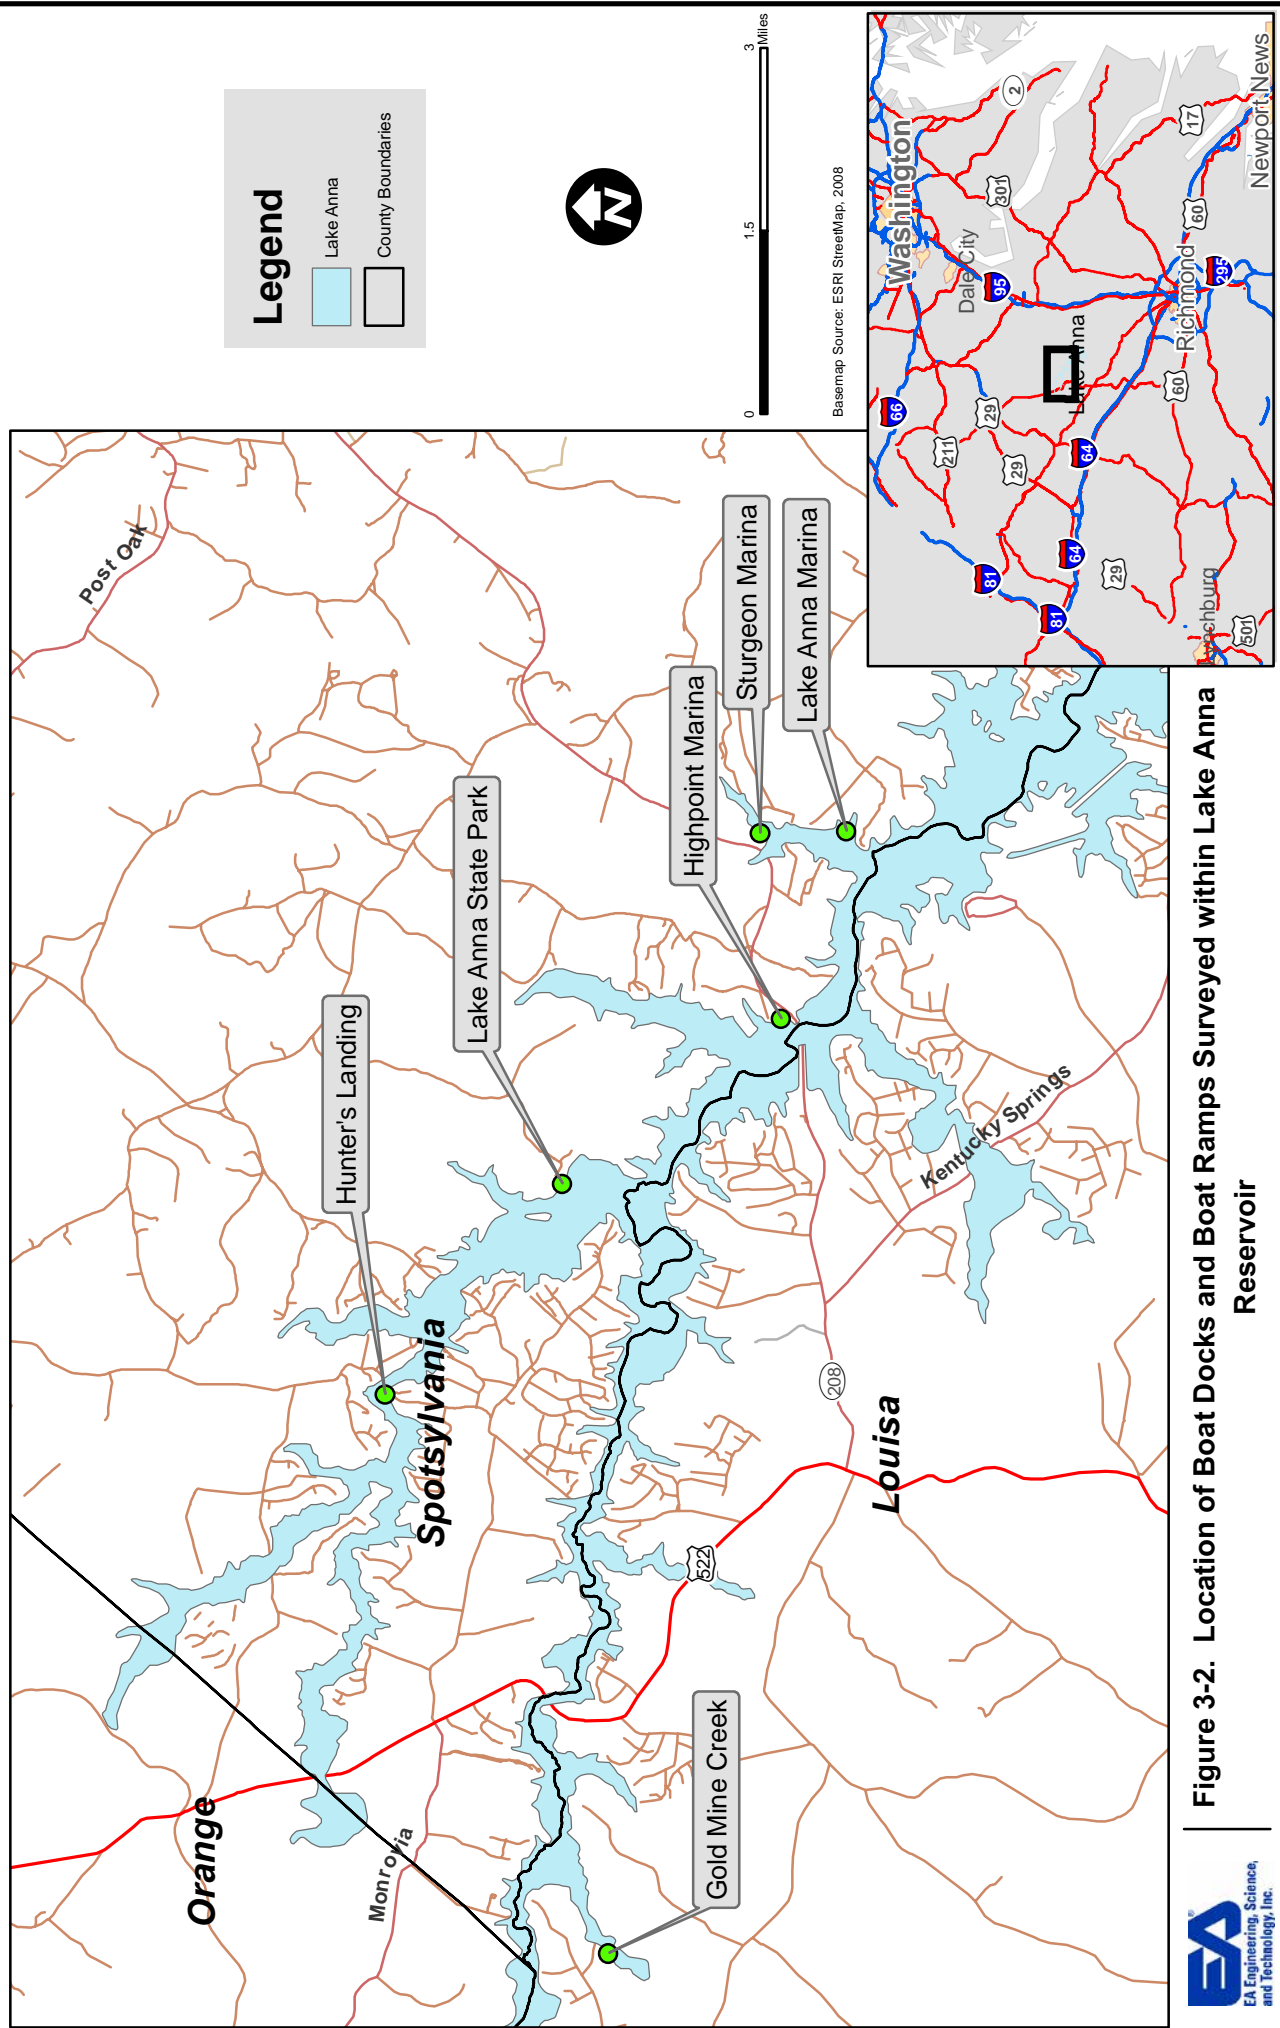 Legend
Lake Anna
County Boundaries
N
0
1.5
3
Miles
Basemap Source: ESRI StreetMap, 2008
Post Oak
Hunter's Landing
Lake Anna State Park
Highpoint Marina
Sturgeon Marina
Lake Anna Marina
Gold Mine Creek
Orange
Spotsylvania
Louisa
Monrovia
Kentucky Springs
522
208
Washington
Dale City
Lake Anna
Richmond
Newport News
Lynchburg
66
211
29
29
81
81
64
64
29
501
95
301
2
17
60
60
295
Figure 3-2. Location of Boat Docks and Boat Ramps Surveyed within Lake Anna
Reservoir
EA®
EA Engineering, Science,
and Technology, Inc.